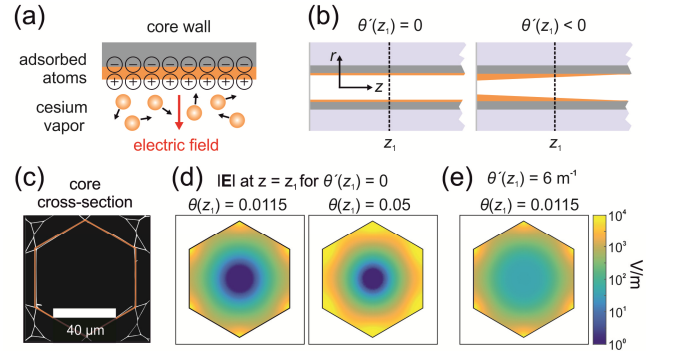 (a)
core wall
adsorbed
atoms
cesium
vapor
electric field
(b)
θ´(z₁) = 0
θ´(z₁) < 0
r
z
z₁
z₁
(c)
core
cross-section
40 µm
(d)
|E| at z = z₁ for θ´(z₁) = 0
θ(z₁) = 0.0115
θ(z₁) = 0.05
(e)
θ´(z₁) = 6 m⁻¹
θ(z₁) = 0.0115
10⁴
10³
10²
10¹
10⁰
V/m